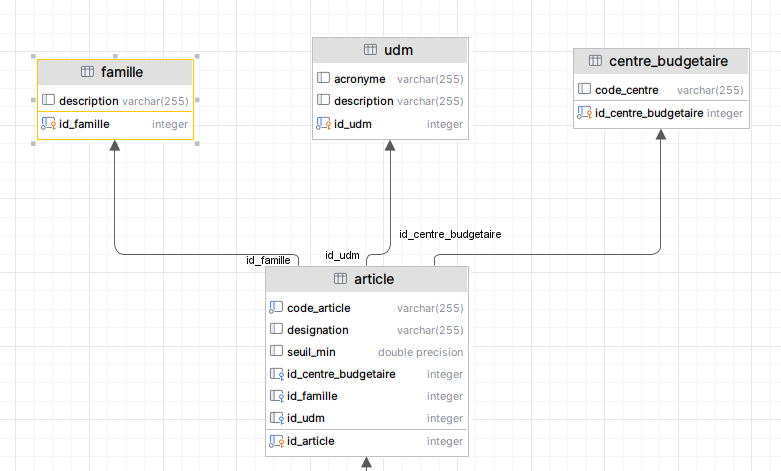 famille
description varchar(255)
id_famille integer
udm
acronyme varchar(255)
description varchar(255)
id_udm integer
centre_budgetaire
code_centre varchar(255)
id_centre_budgetaire integer
id_famille
id_udm
id_centre_budgetaire
article
code_article varchar(255)
designation varchar(255)
seuil_min double precision
id_centre_budgetaire integer
id_famille integer
id_udm integer
id_article integer